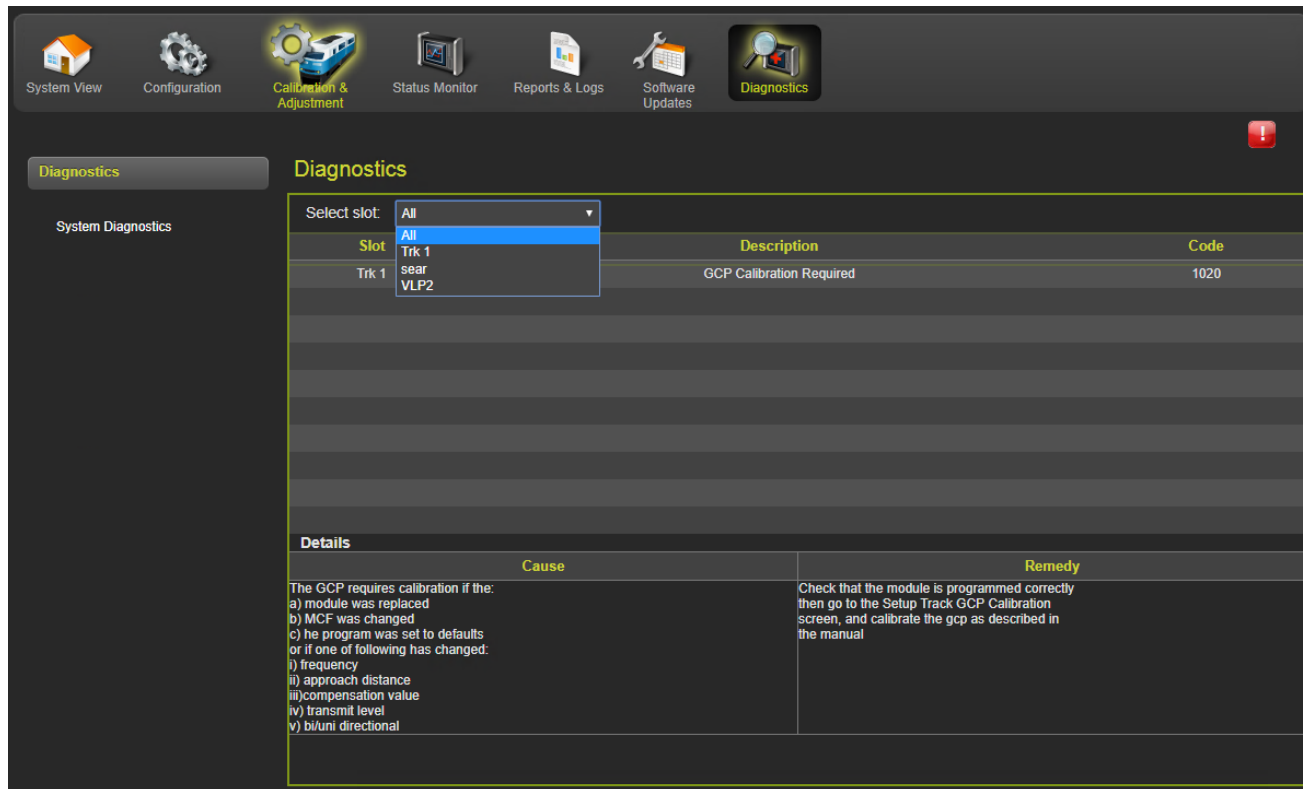 System View
Configuration
Calibration &
Adjustment
Status Monitor
Reports & Logs
Software
Updates
Diagnostics
!
Diagnostics
System Diagnostics
Diagnostics
Select slot: All
All
Trk 1
sear
VLP2
Slot Description Code
Trk 1 GCP Calibration Required 1020
Details
Cause
The GCP requires calibration if the:
a) module was replaced
b) MCF was changed
c) he program was set to defaults
or if one of following has changed:
i) frequency
ii) approach distance
iii)compensation value
iv) transmit level
v) bi/uni directional
Remedy
Check that the module is programmed correctly
then go to the Setup Track GCP Calibration
screen, and calibrate the gcp as described in
the manual